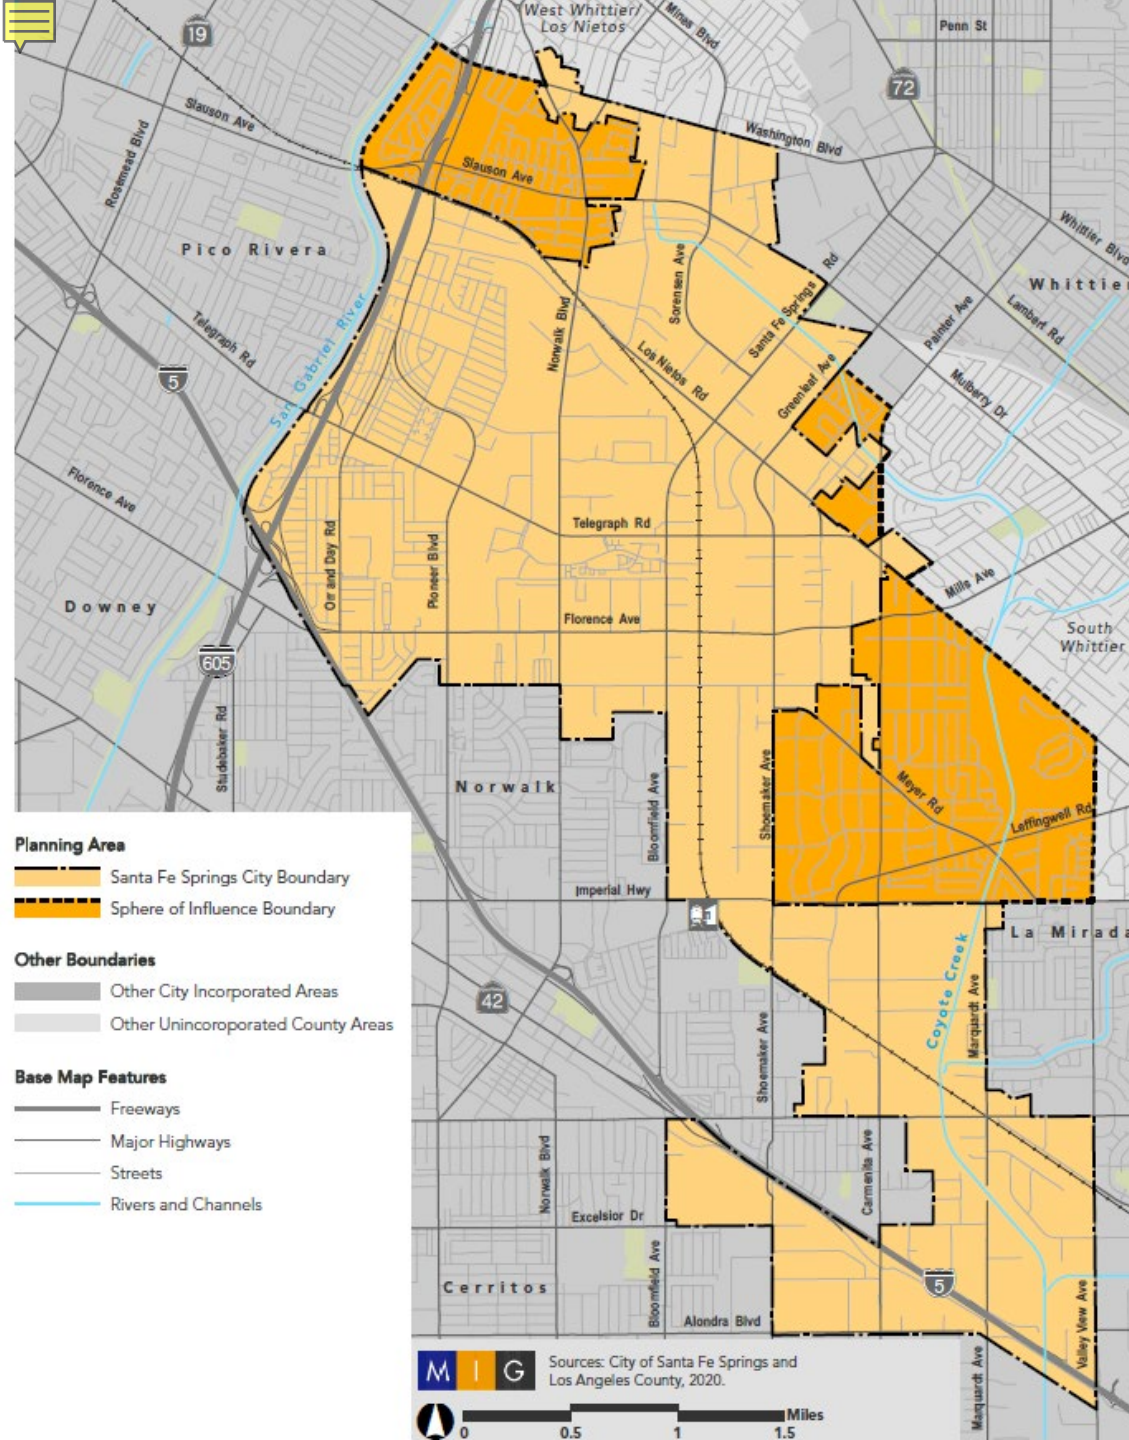 West Whittier/
Los Nietos
Mines Blvd
Penn St
19
72
Slauson Ave
Washington Blvd
Rosemead Blvd
Slauson Ave
Pico Rivera
Whittier Blvd
Whittier
Sorensen Ave
Santa Fe Springs Rd
Painter Ave
Lambert Rd
Telegraph Rd
San Gabriel River
Norwalk Blvd
Los Nietos Rd
Greenleaf Ave
Mulberry Dr
5
Florence Ave
Telegraph Rd
Orr and Day Rd
Pioneer Blvd
Mills Ave
Downey
Florence Ave
South
Whittier
605
Studebaker Rd
Norwalk
Bloomfield Ave
Shoemaker Ave
Meyer Rd
Leffingwell Rd
Imperial Hwy
La Mirada
42
Coyote Creek
Marquardt Ave
Shoemaker Ave
Norwalk Blvd
Carmenita Ave
Excelsior Dr
Bloomfield Ave
5
Cerritos
Alondra Blvd
Valley View Ave
Marquardt Ave
Planning Area
Santa Fe Springs City Boundary
Sphere of Influence Boundary
Other Boundaries
Other City Incorporated Areas
Other Unincoroporated County Areas
Base Map Features
Freeways
Major Highways
Streets
Rivers and Channels
M I G
Sources: City of Santa Fe Springs and
Los Angeles County, 2020.
Miles
0 0.5 1 1.5